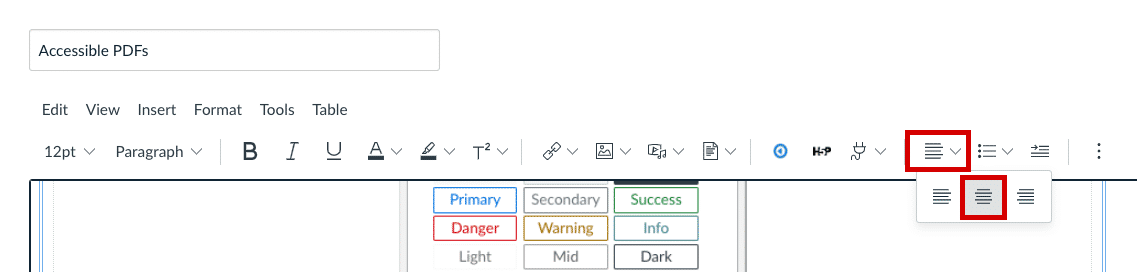 Accessible PDFs
Edit View Insert Format Tools Table
12pt Paragraph B I U A T² H-P
Primary Secondary Success
Danger Warning Info
Light Mid Dark